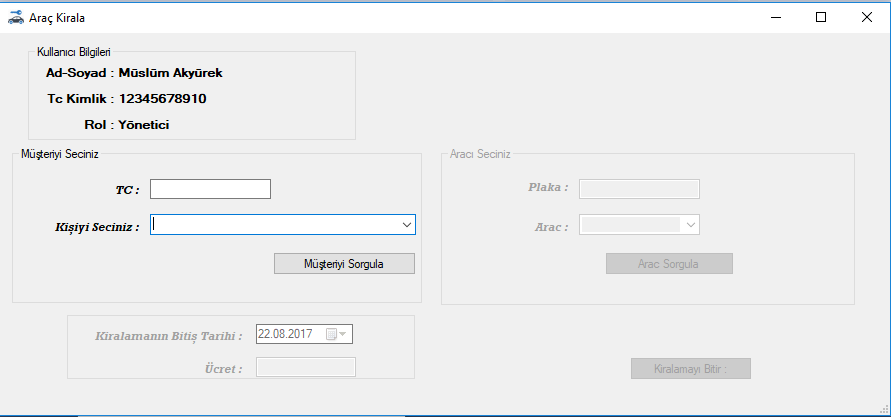 Araç Kirala
Kullanıcı Bilgileri
Ad-Soyad : Müslüm Akyürek
Tc Kimlik : 12345678910
Rol : Yönetici
Müşteriyi Seciniz
TC :
Kişiyi Seciniz :
Müşteriyi Sorgula
Aracı Seciniz
Plaka :
Arac :
Arac Sorgula
Kiralamanın Bitiş Tarihi : 22.08.2017
Ücret :
Kiralamayı Bitir :